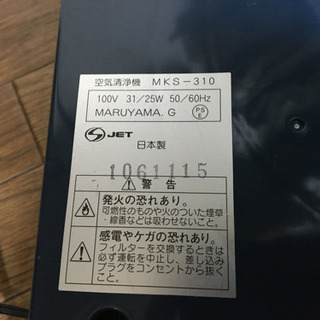 空気清浄機 MKS-310
100V 31/25W 50/60Hz
MARUYAMA.G
PS
E
S JET
日本製
1061115
警告
発火の恐れあり。
可燃性のものや火のついた煙草
・線香などは吸わせないこと。
感電やケガの恐れあり。
フィルターを交換するときは
必ず運転を中止し、差し込み
プラグをコンセントから抜く
こと。